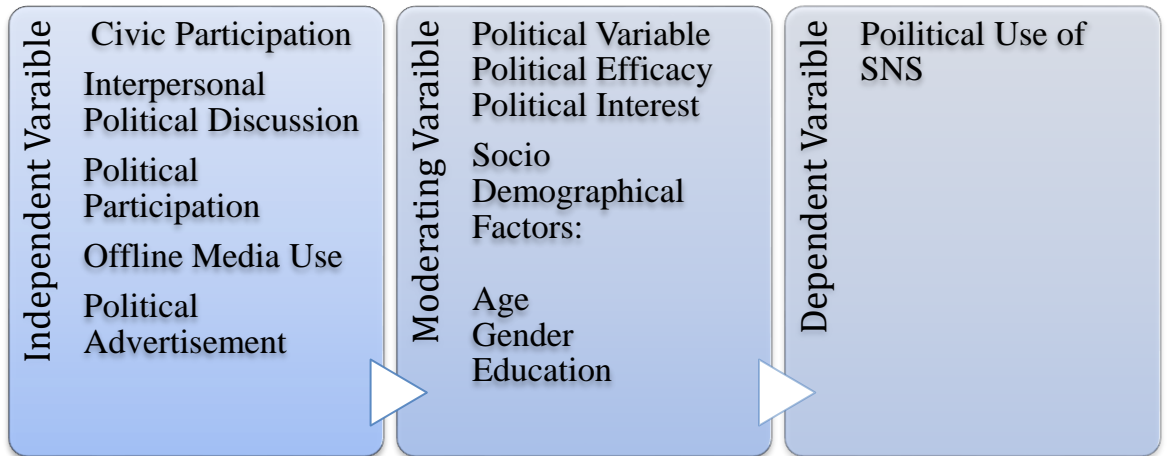 Independent Varaible
Civic Participation
Interpersonal
Political Discussion
Political
Participation
Offline Media Use
Political
Advertisement
Moderating Varaible
Political Variable
Political Efficacy
Political Interest
Socio
Demographical
Factors:
Age
Gender
Education
Dependent Varaible
Poilitical Use of
SNS